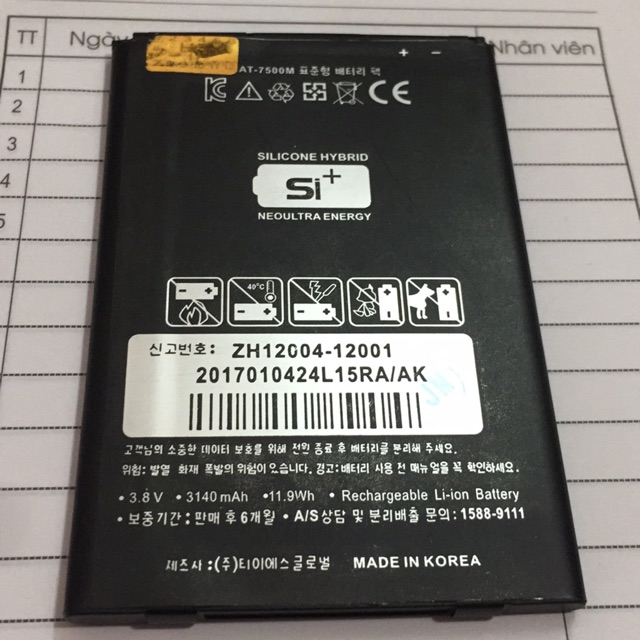 TT Ngày Nhân viên
1
2
3
4
5
+ −
AT-7500M 표준형 배터리 팩
CE
SILICONE HYBRID
Si+
NEOULTRA ENERGY
40°C
신고번호: ZH12004-12001
2017010424L15RA/AK
고객님의 소중한 데이터 보호를 위해 전원 종료 후 배터리를 분리해 주세요.
위험: 발열 화재 폭발의 위험이 있습니다. 경고: 배터리 사용 전 매뉴얼을 꼭 확인하세요.
• 3.8 V • 3140 mAh • 11.9Wh • Rechargeable Li-ion Battery
• 보증기간 : 판매 후 6개월 • A/S상담 및 분리배출 문의 : 1588-9111
제조사 : (주)티이에스글로벌 MADE IN KOREA